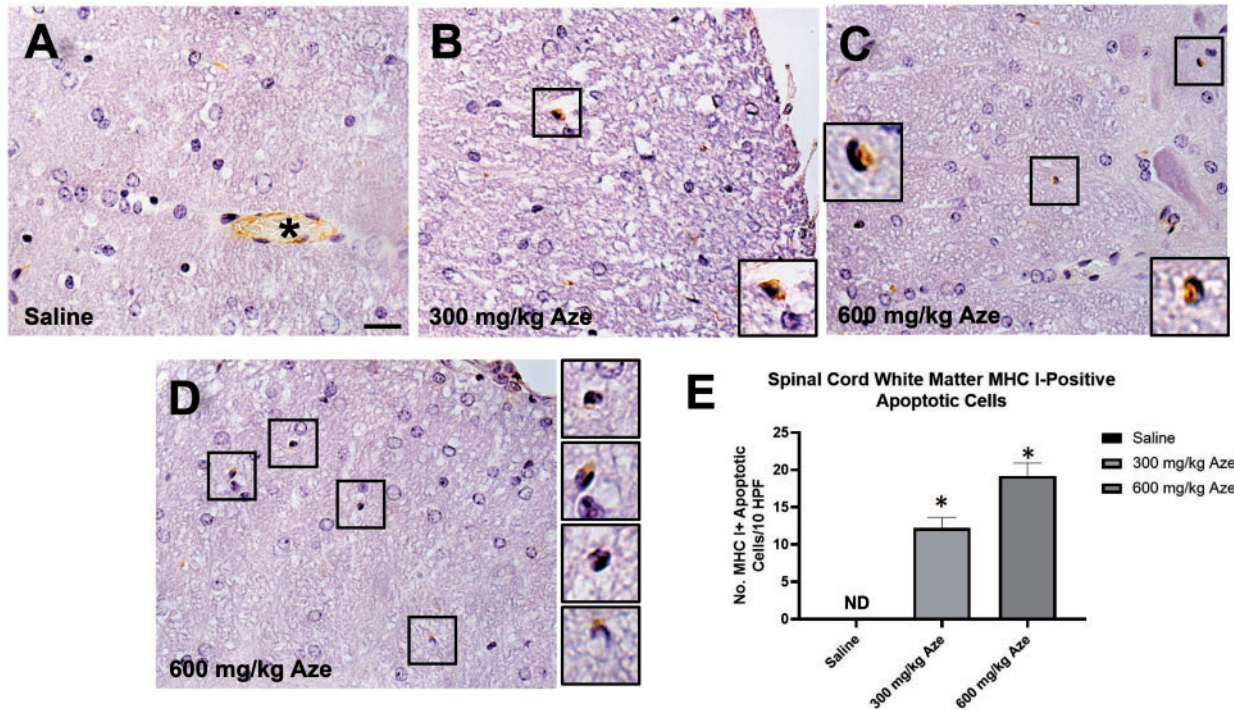 A
*
Saline
B
300 mg/kg Aze
C
600 mg/kg Aze
D
600 mg/kg Aze
E
Spinal Cord White Matter MHC I-Positive
Apoptotic Cells
No. MHC I+ Apoptotic
Cells/10 HPF
25
20
15
10
5
0
ND
*
*
Saline
300 mg/kg Aze
600 mg/kg Aze
Saline
300 mg/kg Aze
600 mg/kg Aze